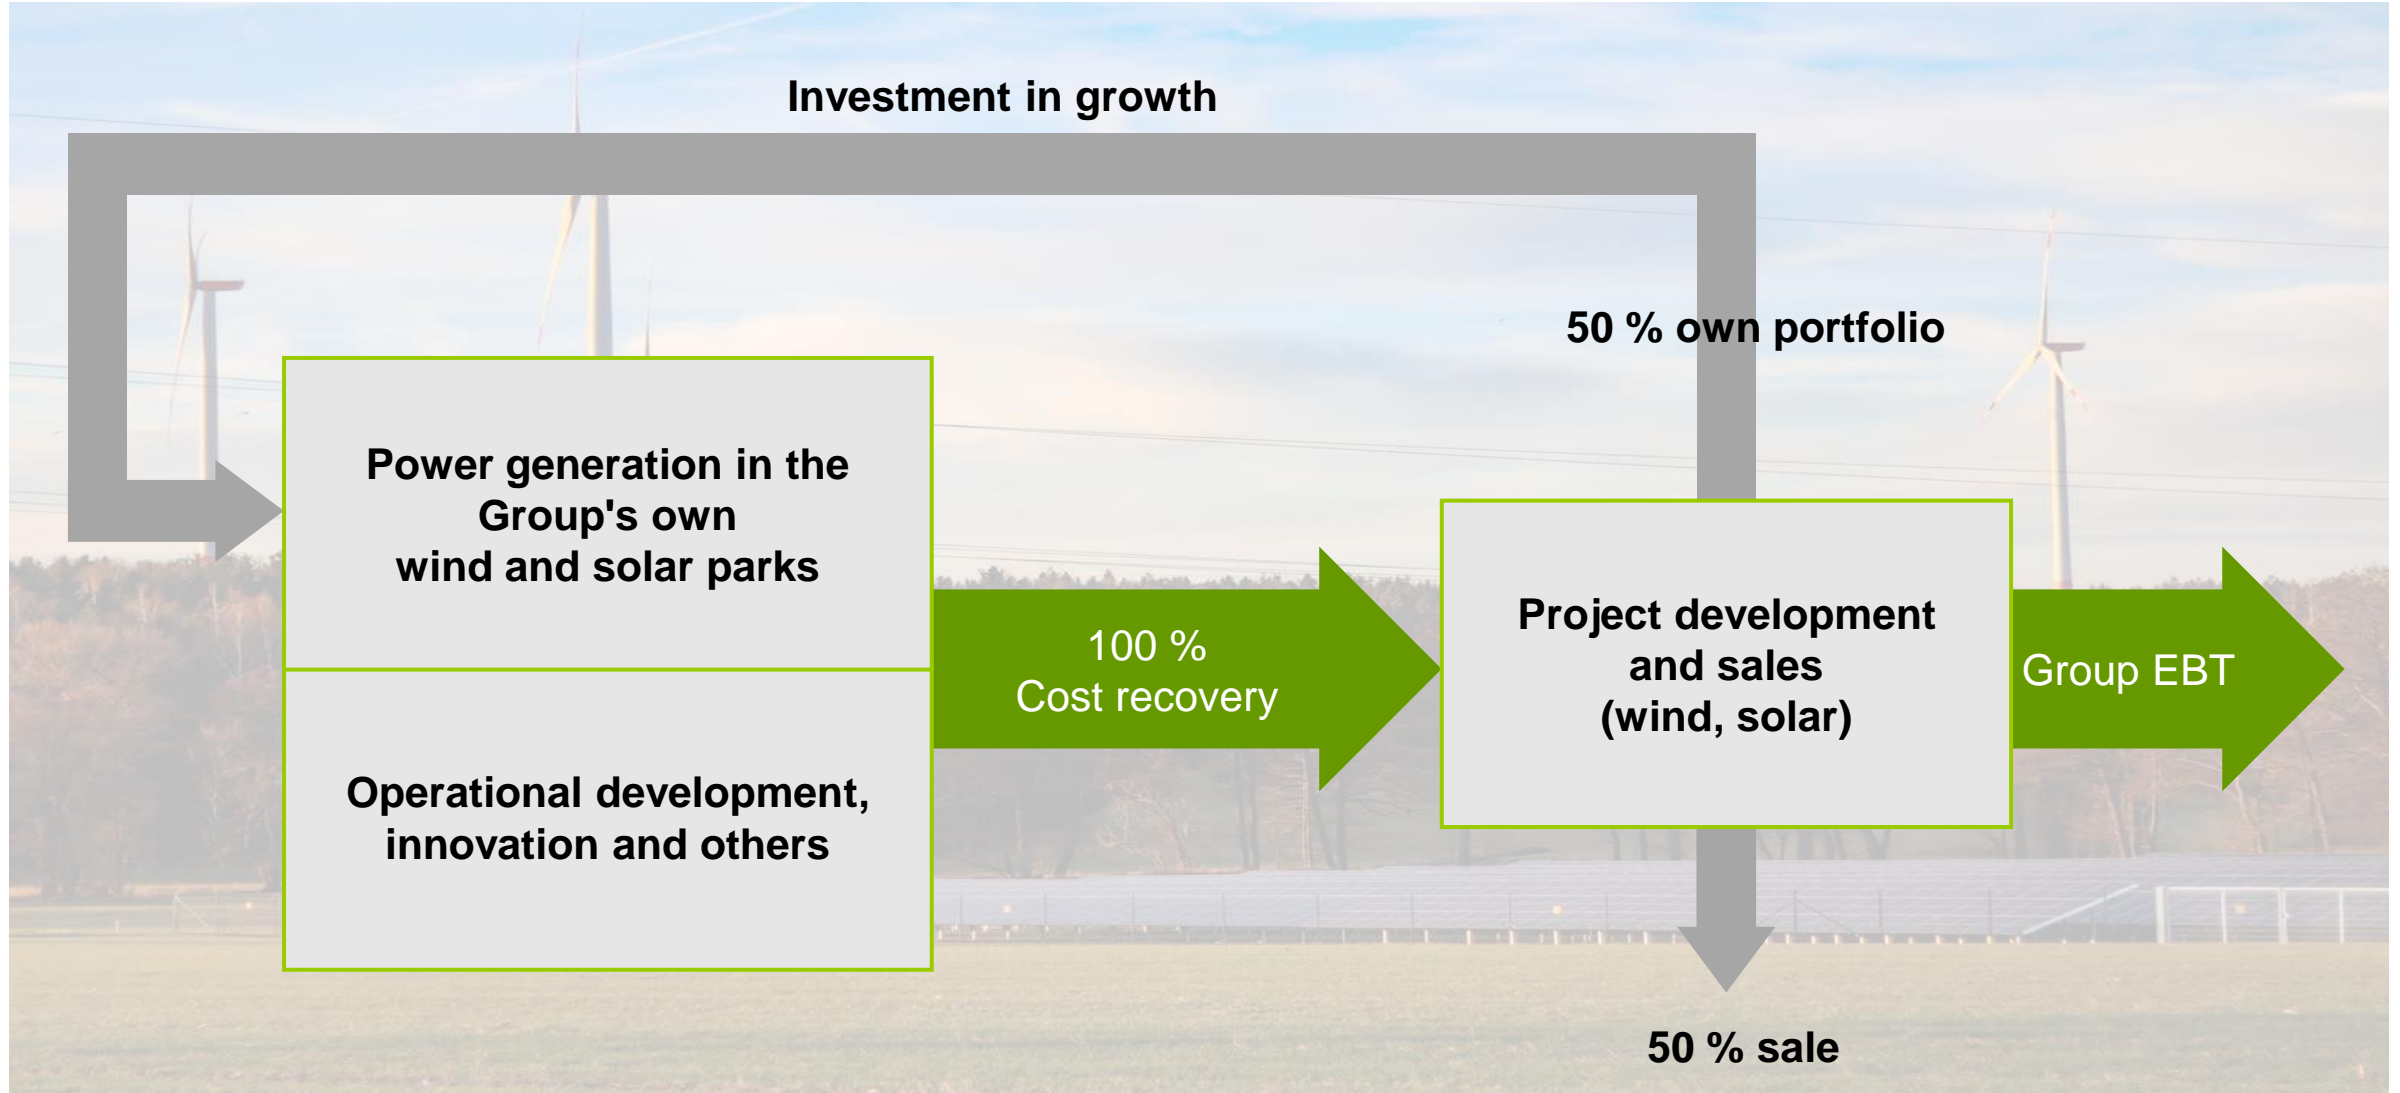 Investment in growth
50 % own portfolio
Power generation in the
Group's own
wind and solar parks
Operational development,
innovation and others
100 %
Cost recovery
Project development
and sales
(wind, solar)
Group EBT
50 % sale